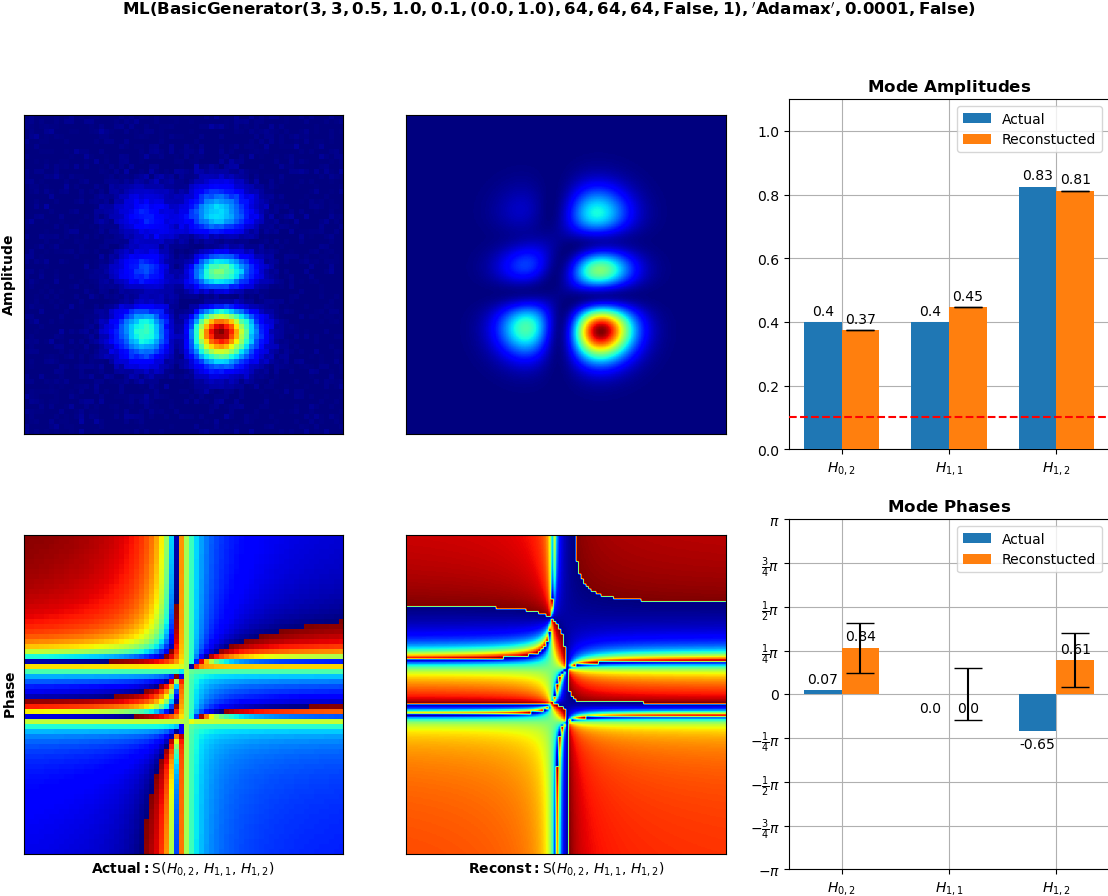 ML(BasicGenerator(3, 3, 0.5, 1.0, 0.1, (0.0, 1.0), 64, 64, 64, False, 1), 'Adamax', 0.0001, False)
Amplitude
Mode Amplitudes
Actual
Reconstucted
1.0
0.8
0.6
0.4
0.2
0.0
0.4
0.37
0.4
0.45
0.83
0.81
H0,2
H1,1
H1,2
Phase
Actual: S(H0,2, H1,1, H1,2)
Reconst: S(H0,2, H1,1, H1,2)
Mode Phases
Actual
Reconstucted
π
3/4π
1/2π
1/4π
0
−1/4π
−1/2π
−3/4π
−π
0.07
0.84
0.0
0.0
-0.65
0.61
H0,2
H1,1
H1,2